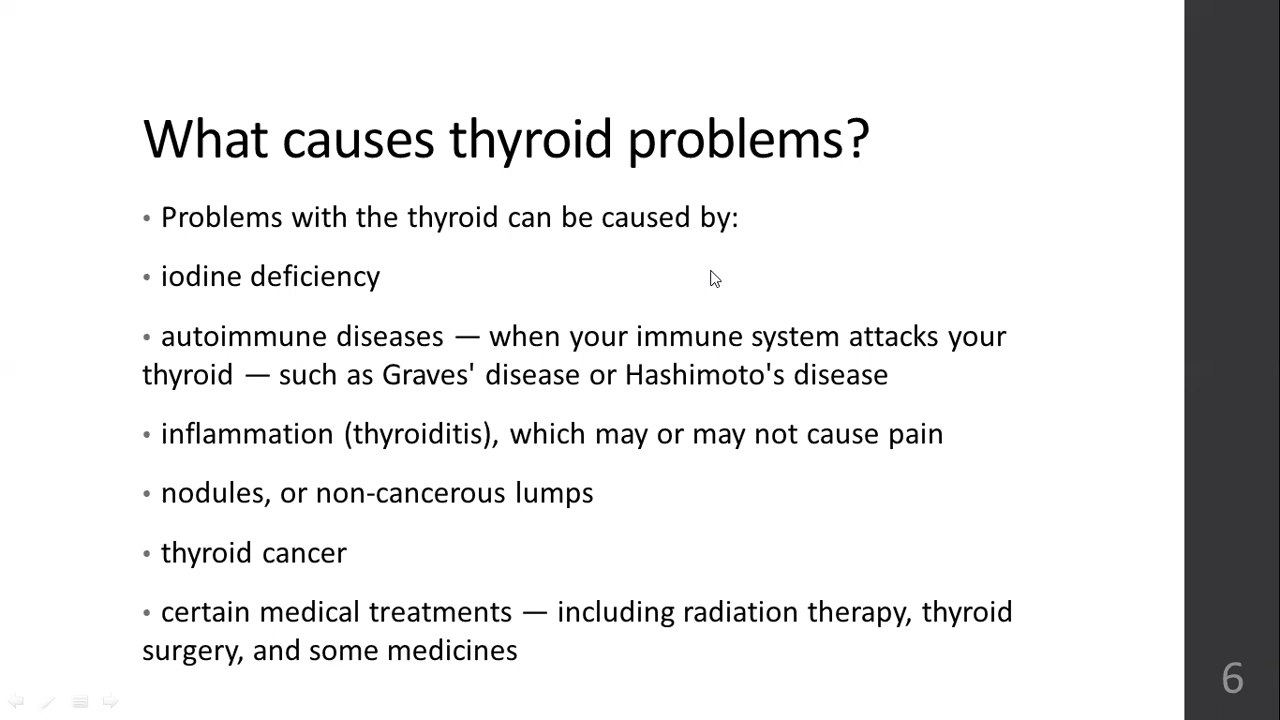 What causes thyroid problems?
• Problems with the thyroid can be caused by:
• iodine deficiency
• autoimmune diseases — when your immune system attacks your
thyroid — such as Graves' disease or Hashimoto's disease
• inflammation (thyroiditis), which may or may not cause pain
• nodules, or non-cancerous lumps
• thyroid cancer
• certain medical treatments — including radiation therapy, thyroid
surgery, and some medicines
6